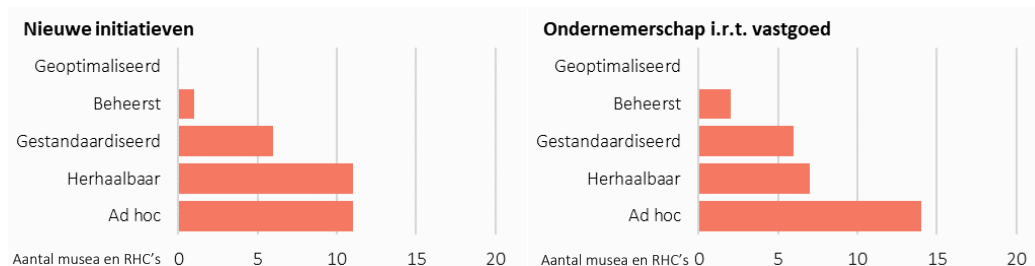 Nieuwe initiatieven
Geoptimaliseerd
Beheerst
Gestandaardiseerd
Herhaalbaar
Ad hoc
Aantal musea en RHC's 0 5 10 15 20
Ondernemerschap i.r.t. vastgoed
Geoptimaliseerd
Beheerst
Gestandaardiseerd
Herhaalbaar
Ad hoc
Aantal musea en RHC's 0 5 10 15 20